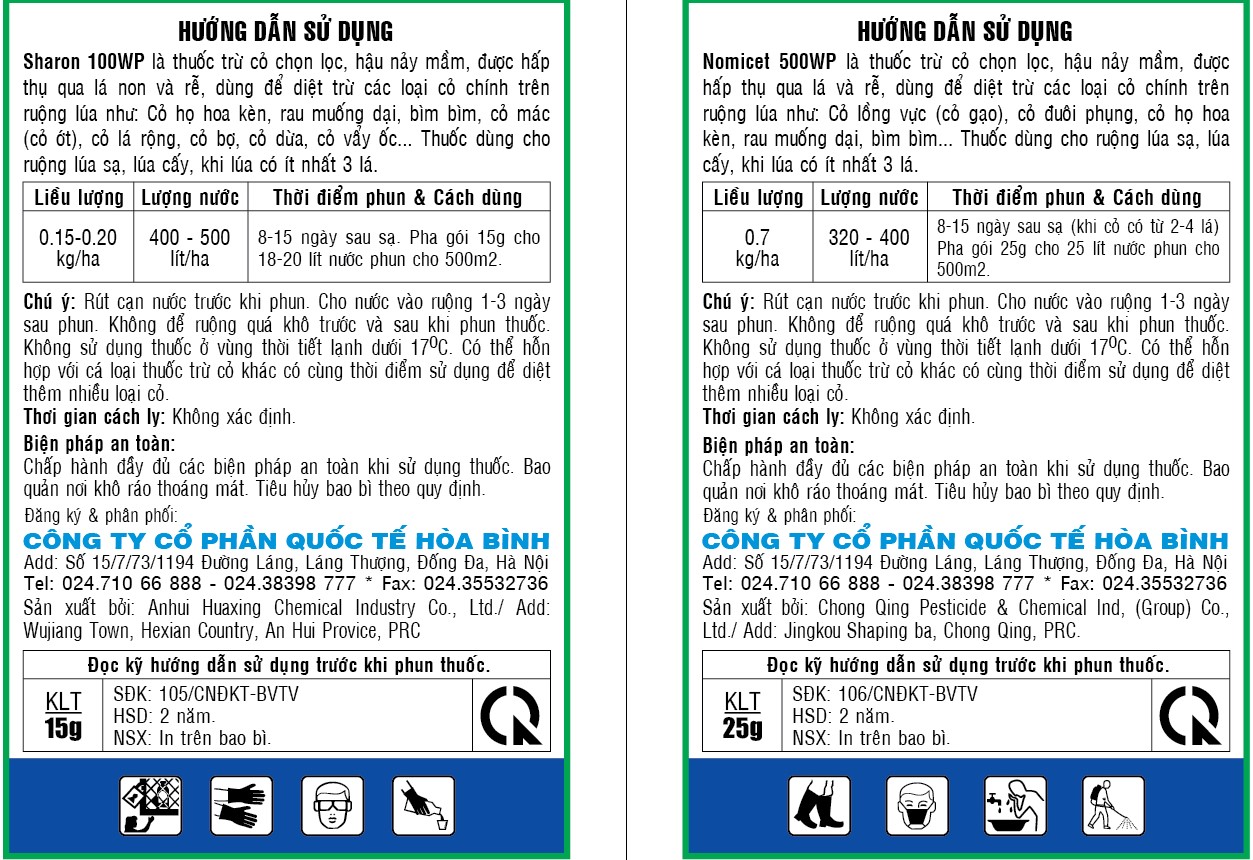 HƯỚNG DẪN SỬ DỤNG
Sharon 100WP là thuốc trừ cỏ chọn lọc, hậu nảy mầm, được hấp
thụ qua lá non và rễ, dùng để diệt trừ các loại cỏ chính trên
ruộng lúa như: Cỏ họ hoa kèn, rau muống dại, bìm bìm, cỏ mác
(cỏ ớt), cỏ lá rộng, cỏ bợ, cỏ dừa, cỏ vẩy ốc... Thuốc dùng cho
ruộng lúa sạ, lúa cấy, khi lúa có ít nhất 3 lá.
Liều lượng Lượng nước Thời điểm phun & Cách dùng
0.15-0.20 400 - 500 8-15 ngày sau sạ. Pha gói 15g cho
kg/ha lít/ha 18-20 lít nước phun cho 500m2.
Chú ý: Rút cạn nước trước khi phun. Cho nước vào ruộng 1-3 ngày
sau phun. Không để ruộng quá khô trước và sau khi phun thuốc.
Không sử dụng thuốc ở vùng thời tiết lạnh dưới 17⁰C. Có thể hỗn
hợp với cá loại thuốc trừ cỏ khác có cùng thời điểm sử dụng để diệt
thêm nhiều loại cỏ.
Thơi gian cách ly: Không xác định.
Biện pháp an toàn:
Chấp hành đầy đủ các biện pháp an toàn khi sử dụng thuốc. Bao
quản nơi khô ráo thoáng mát. Tiêu hủy bao bì theo quy định.
Đăng ký & phân phối:
CÔNG TY CỔ PHẦN QUỐC TẾ HÒA BÌNH
Add: Số 15/7/73/1194 Đường Láng, Láng Thượng, Đống Đa, Hà Nội
Tel: 024.710 66 888 - 024.38398 777 * Fax: 024.35532736
Sản xuất bởi: Anhui Huaxing Chemical Industry Co., Ltd./ Add:
Wujiang Town, Hexian Country, An Hui Provice, PRC
Đọc kỹ hướng dẫn sử dụng trước khi phun thuốc.
KLT
15g
SĐK: 105/CNĐKT-BVTV
HSD: 2 năm.
NSX: In trên bao bì.
HƯỚNG DẪN SỬ DỤNG
Nomicet 500WP là thuốc trừ cỏ chọn lọc, hậu nảy mầm, được
hấp thụ qua lá và rễ, dùng để diệt trừ các loại cỏ chính trên
ruộng lúa như: Cỏ lồng vực (cỏ gạo), cỏ đuôi phụng, cỏ họ hoa
kèn, rau muống dại, bìm bìm... Thuốc dùng cho ruộng lúa sạ, lúa
cấy, khi lúa có ít nhất 3 lá.
Liều lượng Lượng nước Thời điểm phun & Cách dùng
0.7
kg/ha
320 - 400
lít/ha
8-15 ngày sau sạ (khi cỏ có từ 2-4 lá)
Pha gói 25g cho 25 lít nước phun cho
500m2.
Chú ý: Rút cạn nước trước khi phun. Cho nước vào ruộng 1-3 ngày
sau phun. Không để ruộng quá khô trước và sau khi phun thuốc.
Không sử dụng thuốc ở vùng thời tiết lạnh dưới 17⁰C. Có thể hỗn
hợp với cá loại thuốc trừ cỏ khác có cùng thời điểm sử dụng để diệt
thêm nhiều loại cỏ.
Thơi gian cách ly: Không xác định.
Biện pháp an toàn:
Chấp hành đầy đủ các biện pháp an toàn khi sử dụng thuốc. Bao
quản nơi khô ráo thoáng mát. Tiêu hủy bao bì theo quy định.
Đăng ký & phân phối:
CÔNG TY CỔ PHẦN QUỐC TẾ HÒA BÌNH
Add: Số 15/7/73/1194 Đường Láng, Láng Thượng, Đống Đa, Hà Nội
Tel: 024.710 66 888 - 024.38398 777 * Fax: 024.35532736
Sản xuất bởi: Chong Qing Pesticide & Chemical Ind, (Group) Co.,
Ltd./ Add: Jingkou Shaping ba, Chong Qing, PRC.
Đọc kỹ hướng dẫn sử dụng trước khi phun thuốc.
KLT
25g
SĐK: 106/CNĐKT-BVTV
HSD: 2 năm.
NSX: In trên bao bì.